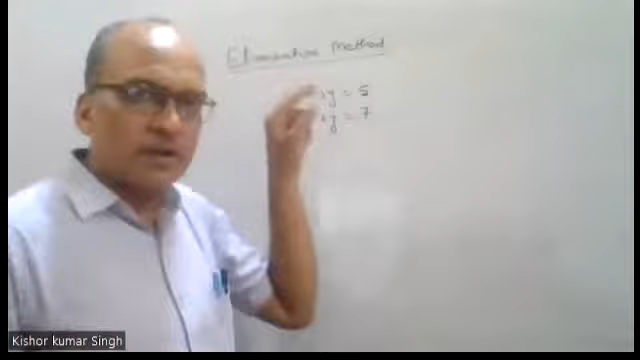 Elimination Method
y = 5
y = 7
Kishor kumar Singh